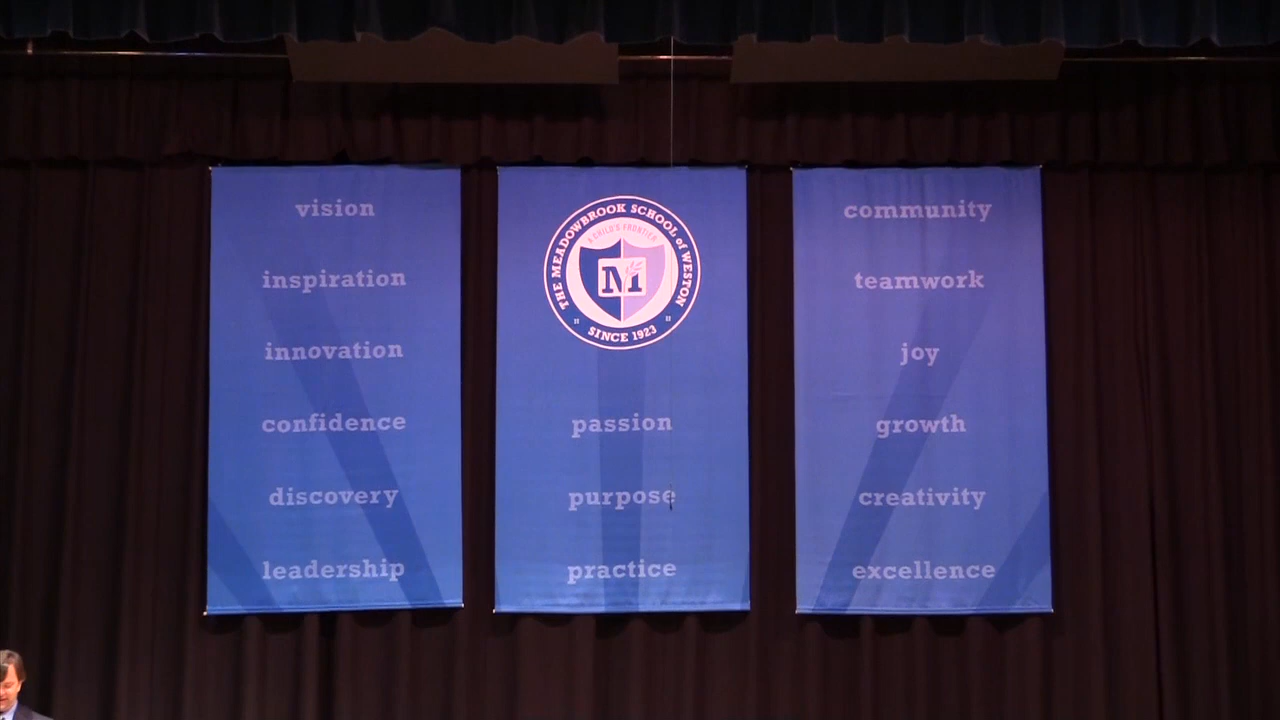 vision
inspiration
innovation
confidence
discovery
leadership
THE MEADOWBROOK SCHOOL of WESTON
A CHILD'S FRONTIER
M
SINCE 1923
passion
purpose
practice
community
teamwork
joy
growth
creativity
excellence